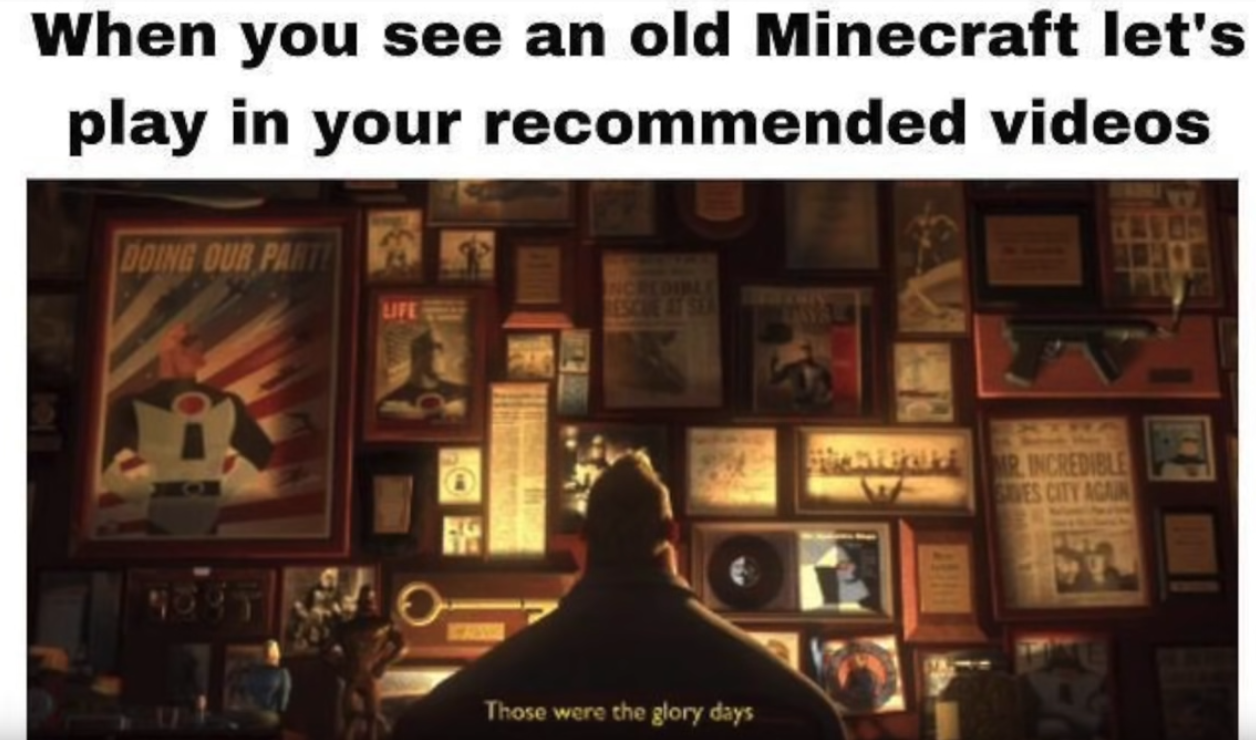 When you see an old Minecraft let's
play in your recommended videos
DOING OUR PART!
LIFE
INCREDIBLE
RESCUE AT SEA
MR. INCREDIBLE
SAVES CITY AGAIN
TIME
Those were the glory days